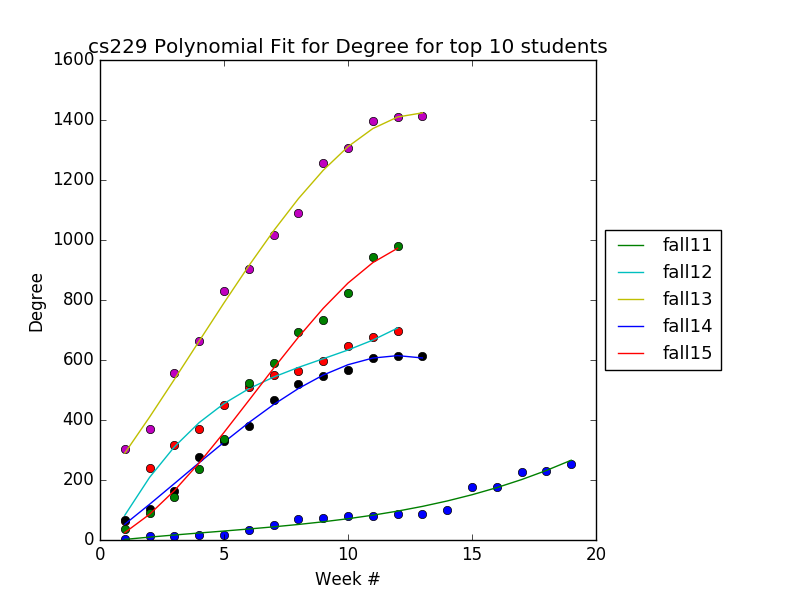 cs229 Polynomial Fit for Degree for top 10 students
1600
1400
1200
1000
800
600
400
200
0
Degree
0 5 10 15 20
Week #
fall11
fall12
fall13
fall14
fall15